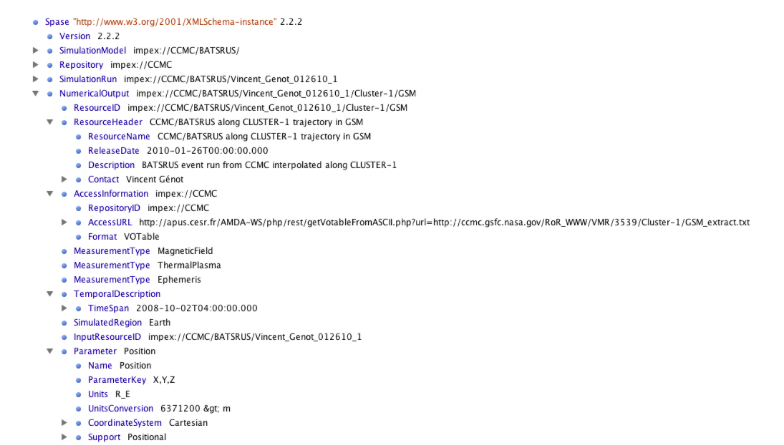 Spase "http://www.w3.org/2001/XMLSchema-instance" 2.2.2
Version 2.2.2
SimulationModel impex://CCMC/BATSRUS/
Repository impex://CCMC
SimulationRun impex://CCMC/BATSRUS/Vincent_Genot_012610_1
NumericalOutput impex://CCMC/BATSRUS/Vincent_Genot_012610_1/Cluster-1/GSM
ResourceID impex://CCMC/BATSRUS/Vincent_Genot_012610_1/Cluster-1/GSM
ResourceHeader CCMC/BATSRUS along CLUSTER-1 trajectory in GSM
ResourceName CCMC/BATSRUS along CLUSTER-1 trajectory in GSM
ReleaseDate 2010-01-26T00:00:00.000
Description BATSRUS event run from CCMC interpolated along CLUSTER-1
Contact Vincent Génot
AccessInformation impex://CCMC
RepositoryID impex://CCMC
AccessURL http://apus.cesr.fr/AMDA-WS/php/rest/getVotableFromASCII.php?url=http://ccmc.gsfc.nasa.gov/RoR_WWW/VMR/3539/Cluster-1/GSM_extract.txt
Format VOTable
MeasurementType MagneticField
MeasurementType ThermalPlasma
MeasurementType Ephemeris
TemporalDescription
TimeSpan 2008-10-02T04:00:00.000
SimulatedRegion Earth
InputResourceID impex://CCMC/BATSRUS/Vincent_Genot_012610_1
Parameter Position
Name Position
ParameterKey X,Y,Z
Units R_E
UnitsConversion 6371200 &gt; m
CoordinateSystem Cartesian
Support Positional